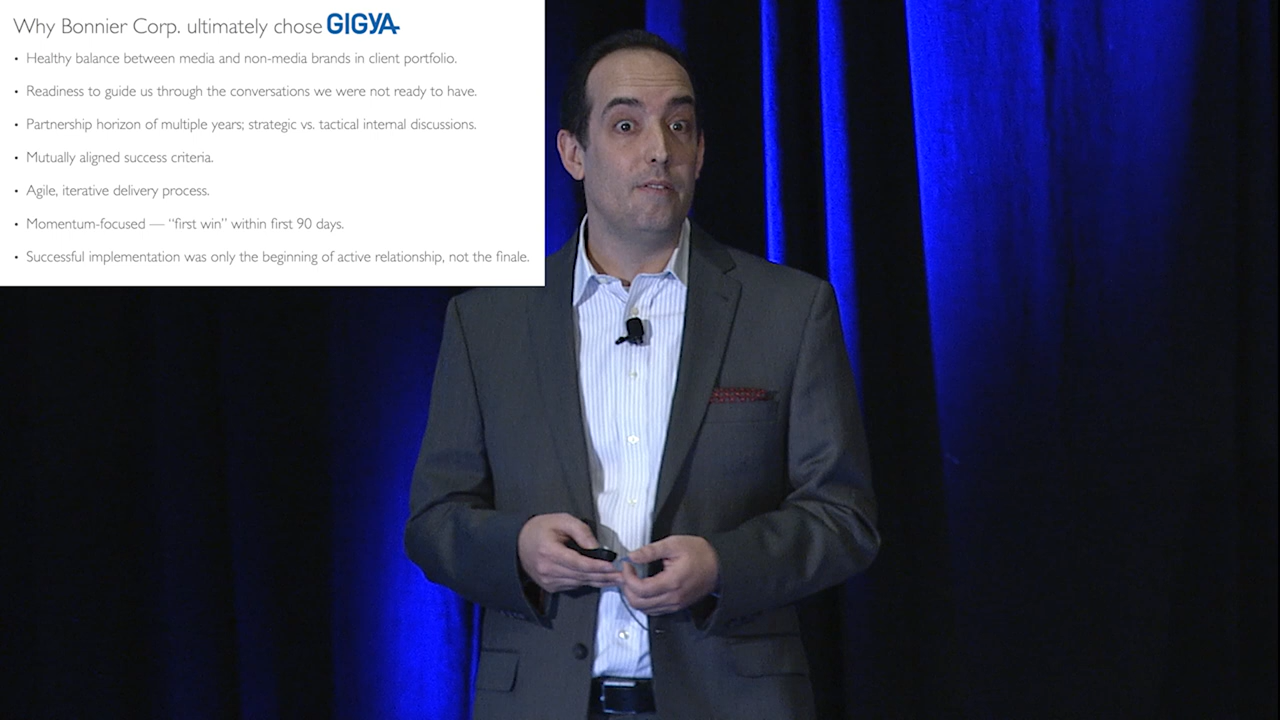 Why Bonnier Corp. ultimately chose GIGYA
• Healthy balance between media and non-media brands in client portfolio.
• Readiness to guide us through the conversations we were not ready to have.
• Partnership horizon of multiple years; strategic vs. tactical internal discussions.
• Mutually aligned success criteria.
• Agile, iterative delivery process.
• Momentum-focused — “first win” within first 90 days.
• Successful implementation was only the beginning of active relationship, not the finale.